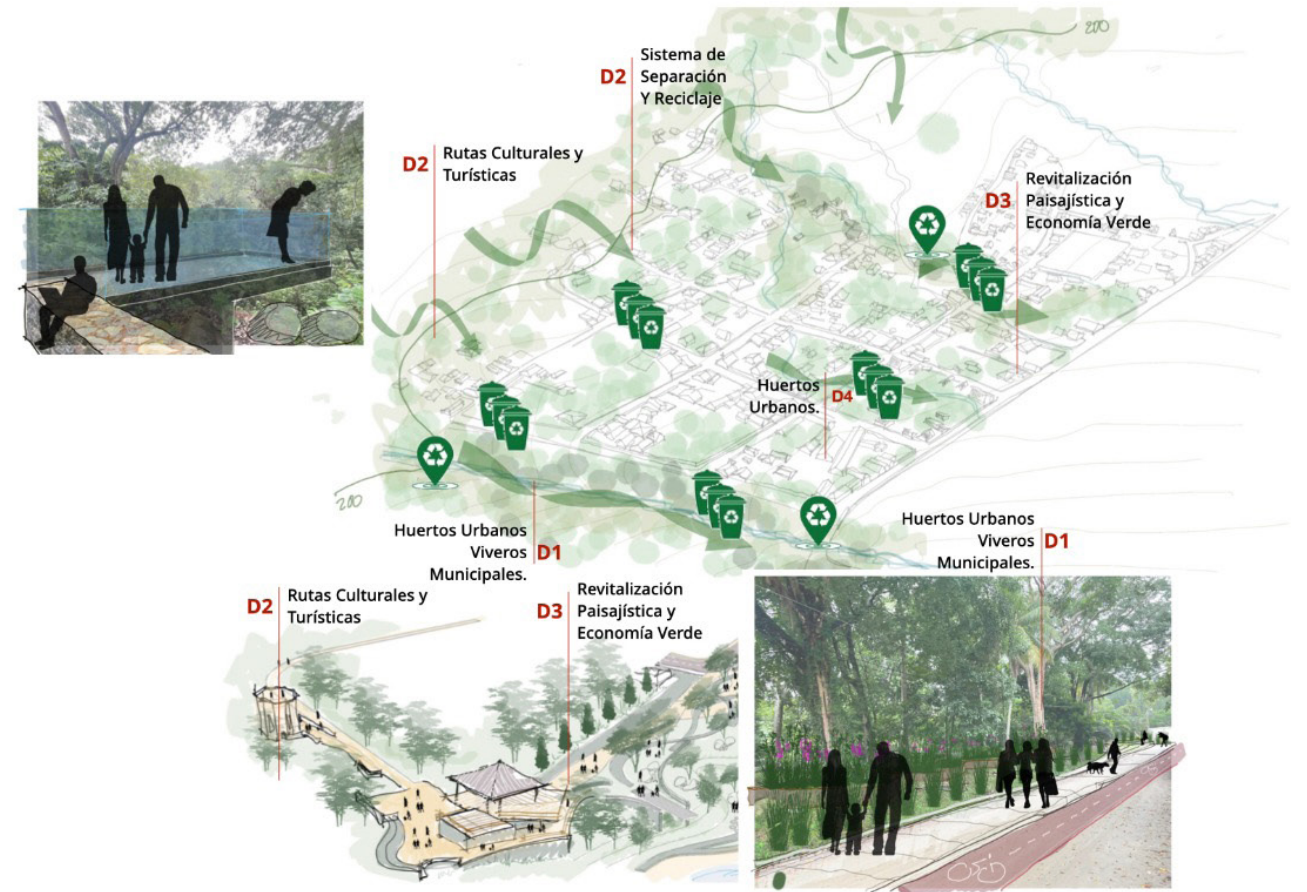 200
Sistema de
D2 Separación
Y Reciclaje
D2 Rutas Culturales y
Turísticas
Revitalización
D3 Paisajística y
Economía Verde
Huertos D4
Urbanos.
200
Huertos Urbanos
Viveros D1
Municipales.
Huertos Urbanos
Viveros D1
Municipales.
D2 Rutas Culturales y
Turísticas
Revitalización
D3 Paisajística y
Economía Verde